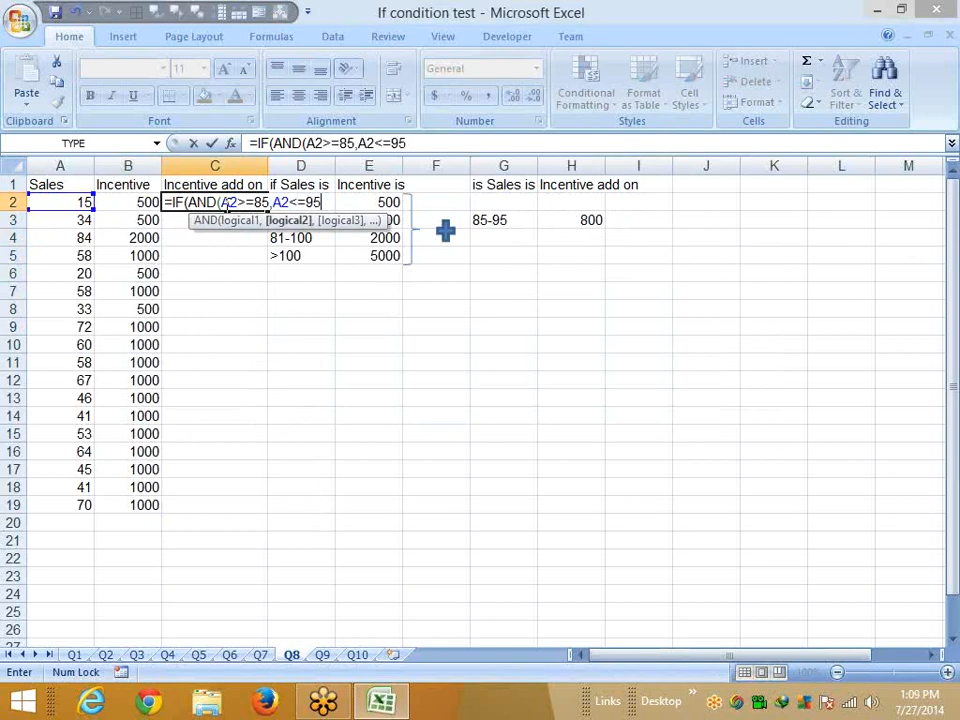 If condition test - Microsoft Excel
Home Insert Page Layout Formulas Data Review View Developer Team
Paste
11
General
Conditional Formatting
Format as Table
Cell Styles
Insert
Delete
Format
Sort & Filter
Find & Select
Clipboard Font Alignment Number Styles Cells Editing
TYPE =IF(AND(A2>=85,A2<=95
A B C D E F G H I J K L M
1 Sales Incentive Incentive add on if Sales is Incentive is is Sales is Incentive add on
2 15 500 =IF(AND(A2>=85,A2<=95 500
AND(logical1, [logical2], [logical3], ...)
3 34 500 85-95 800
4 84 2000 81-100 2000
5 58 1000 >100 5000
6 20 500
7 58 1000
8 33 500
9 72 1000
10 60 1000
11 58 1000
12 67 1000
13 46 1000
14 41 1000
15 53 1000
16 64 1000
17 45 1000
18 41 1000
19 70 1000
20
21
22
23
24
25
26
Q1 Q2 Q3 Q4 Q5 Q6 Q7 Q8 Q9 Q10
Enter Num Lock 100%
Links Desktop
1:09 PM
7/27/2014